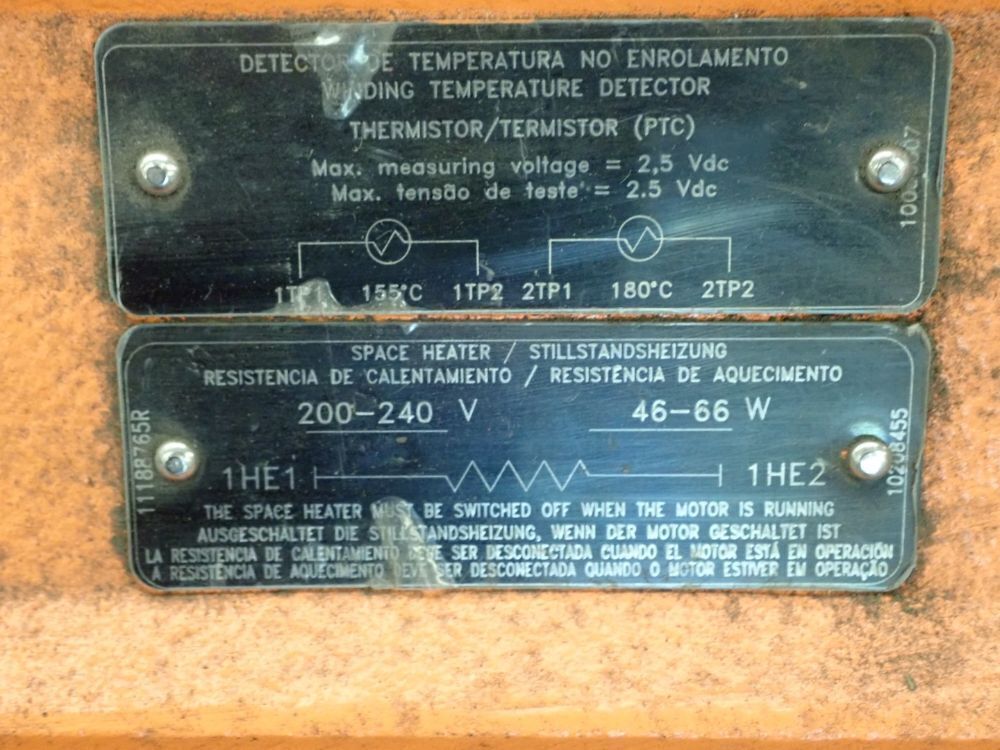 DETECTOR DE TEMPERATURA NO ENROLAMENTO
WINDING TEMPERATURE DETECTOR
THERMISTOR/TERMISTOR (PTC)
Max. measuring voltage = 2,5 Vdc
Max. tensão de teste = 2.5 Vdc
1TP1 155°C 1TP2 2TP1 180°C 2TP2
SPACE HEATER / STILLSTANDSHEIZUNG
RESISTENCIA DE CALENTAMIENTO / RESISTÊNCIA DE AQUECIMENTO
200-240 V 46-66 W
1HE1 1HE2
THE SPACE HEATER MUST BE SWITCHED OFF WHEN THE MOTOR IS RUNNING
AUSGESCHALTET DIE STILLSTANDSHEIZUNG, WENN DER MOTOR GESCHALTET IST
LA RESISTENCIA DE CALENTAMIENTO DEVE SER DESCONECTADA CUANDO EL MOTOR ESTÁ EN OPERACIÓN
A RESISTÊNCIA DE AQUECIMENTO DEVE SER DESCONECTADA QUANDO O MOTOR ESTIVER EM OPERAÇÃO
1118P765R
10208455